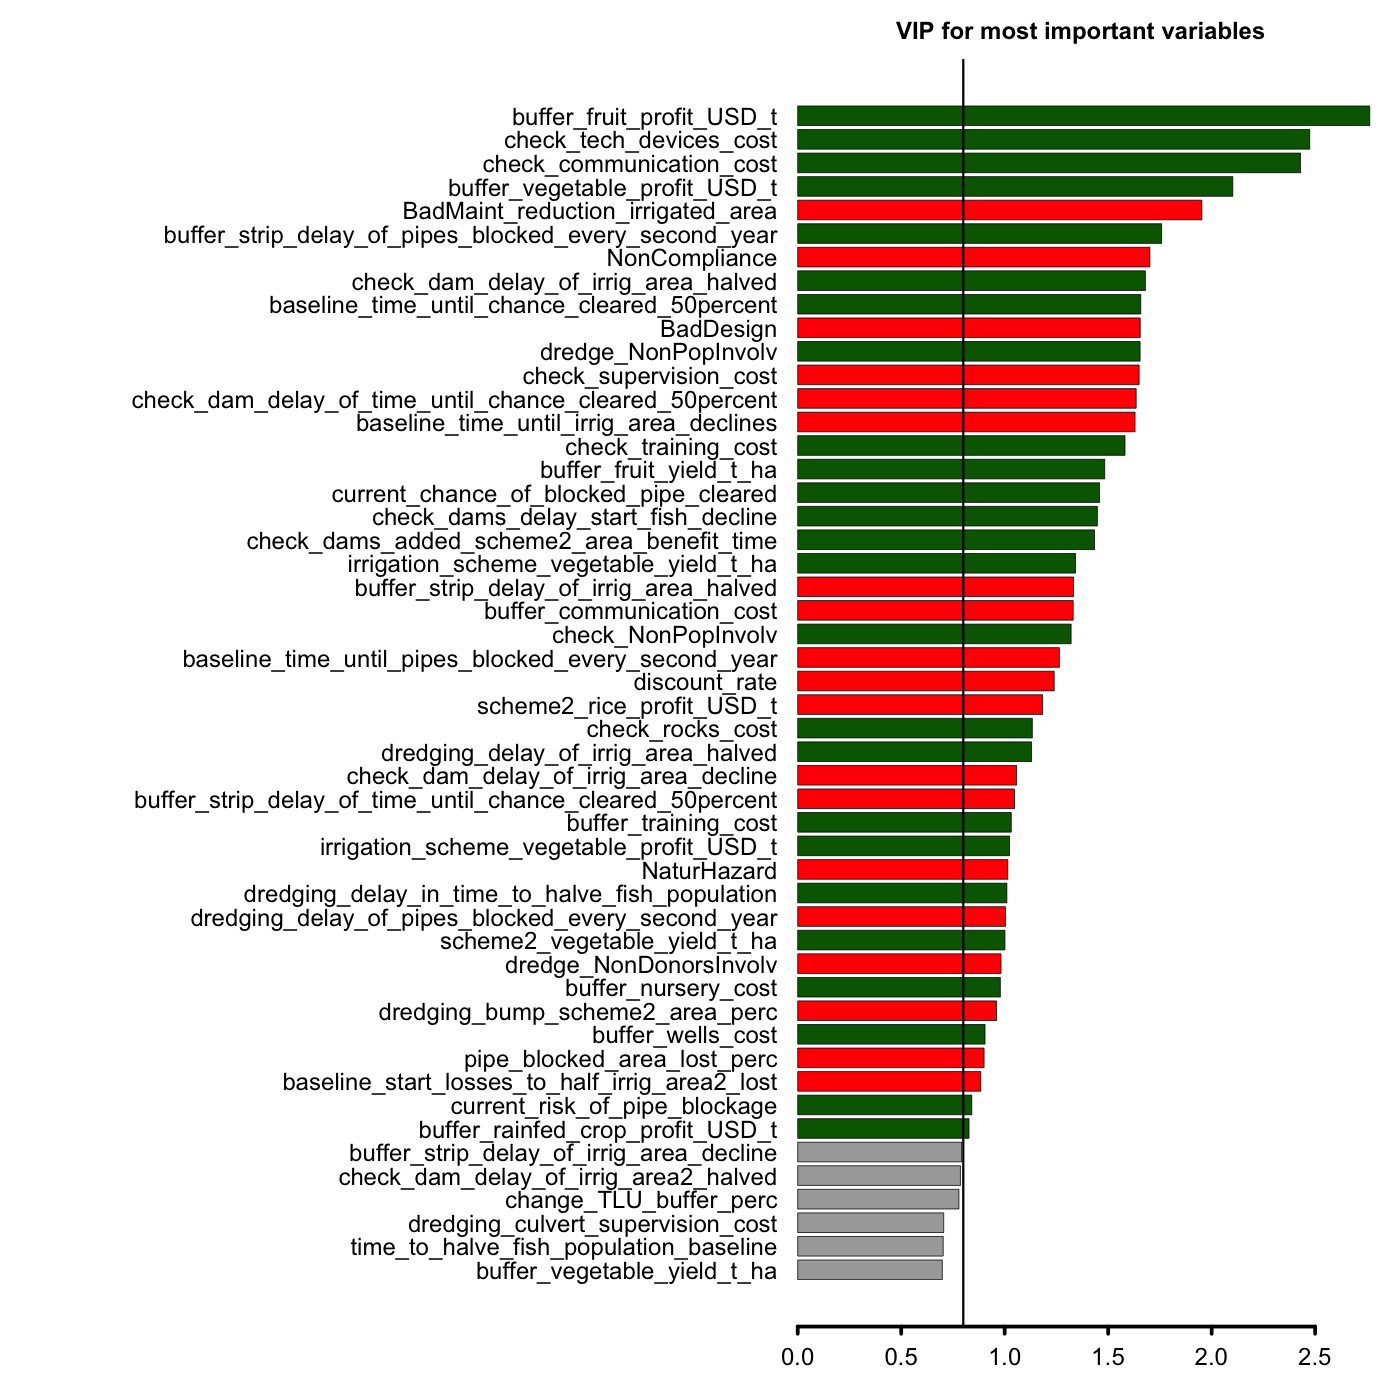 VIP for most important variables
buffer_fruit_profit_USD_t
check_tech_devices_cost
check_communication_cost
buffer_vegetable_profit_USD_t
BadMaint_reduction_irrigated_area
buffer_strip_delay_of_pipes_blocked_every_second_year
NonCompliance
check_dam_delay_of_irrig_area_halved
baseline_time_until_chance_cleared_50percent
BadDesign
dredge_NonPopInvolv
check_supervision_cost
check_dam_delay_of_time_until_chance_cleared_50percent
baseline_time_until_irrig_area_declines
check_training_cost
buffer_fruit_yield_t_ha
current_chance_of_blocked_pipe_cleared
check_dams_delay_start_fish_decline
check_dams_added_scheme2_area_benefit_time
irrigation_scheme_vegetable_yield_t_ha
buffer_strip_delay_of_irrig_area_halved
buffer_communication_cost
check_NonPopInvolv
baseline_time_until_pipes_blocked_every_second_year
discount_rate
scheme2_rice_profit_USD_t
check_rocks_cost
dredging_delay_of_irrig_area_halved
check_dam_delay_of_irrig_area_decline
buffer_strip_delay_of_time_until_chance_cleared_50percent
buffer_training_cost
irrigation_scheme_vegetable_profit_USD_t
NaturHazard
dredging_delay_in_time_to_halve_fish_population
dredging_delay_of_pipes_blocked_every_second_year
scheme2_vegetable_yield_t_ha
dredge_NonDonorsInvolv
buffer_nursery_cost
dredging_bump_scheme2_area_perc
buffer_wells_cost
pipe_blocked_area_lost_perc
baseline_start_losses_to_half_irrig_area2_lost
current_risk_of_pipe_blockage
buffer_rainfed_crop_profit_USD_t
buffer_strip_delay_of_irrig_area_decline
check_dam_delay_of_irrig_area2_halved
change_TLU_buffer_perc
dredging_culvert_supervision_cost
time_to_halve_fish_population_baseline
buffer_vegetable_yield_t_ha
0.0 0.5 1.0 1.5 2.0 2.5